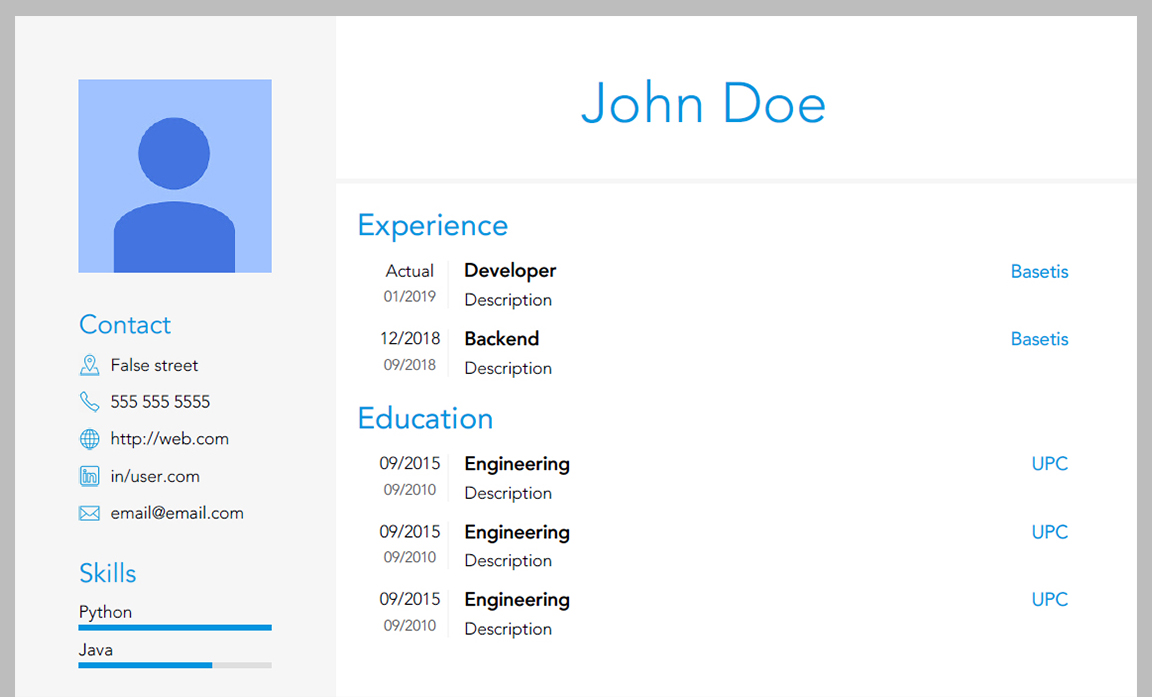 John Doe
Contact
False street
555 555 5555
http://web.com
in/user.com
email@email.com
Skills
Python
Java
Experience
Actual Developer Basetis
01/2019 Description
12/2018 Backend Basetis
09/2018 Description
Education
09/2015 Engineering UPC
09/2010 Description
09/2015 Engineering UPC
09/2010 Description
09/2015 Engineering UPC
09/2010 Description